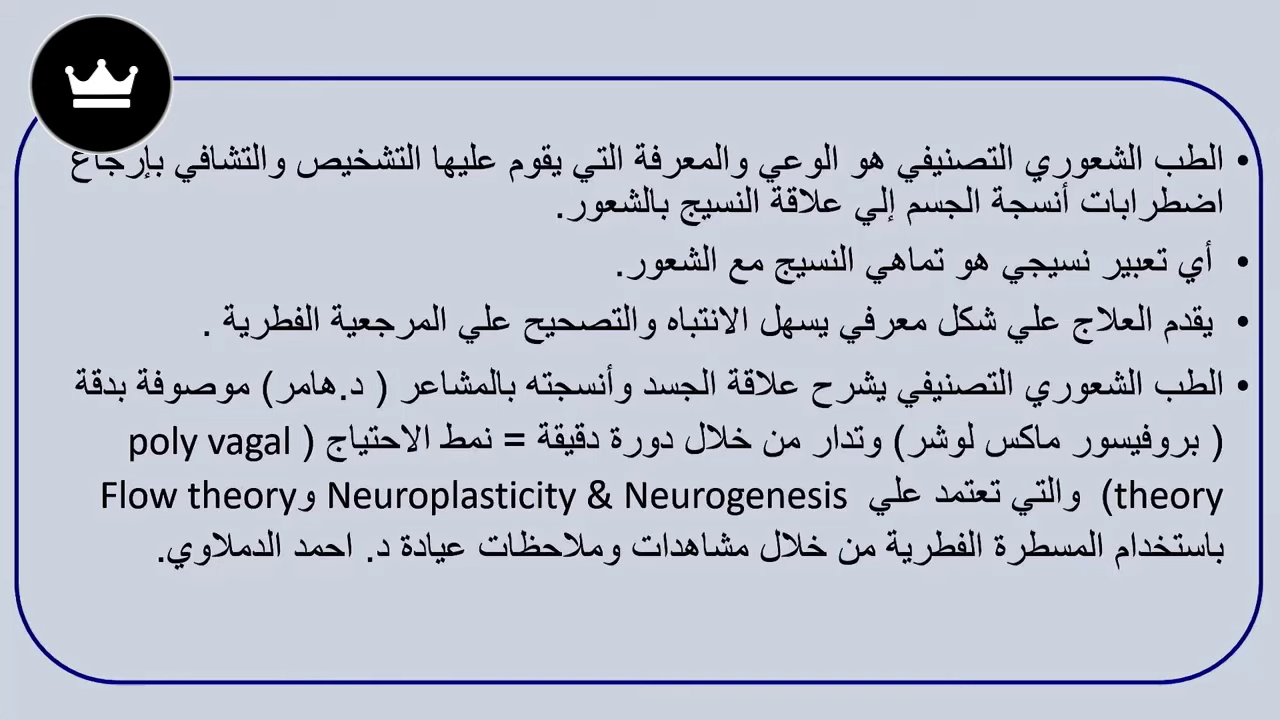 • الطب الشعوري التصنيفي هو الوعي والمعرفة التي يقوم عليها التشخيص والتشافي بإرجاع
اضطرابات أنسجة الجسم إلي علاقة النسيج بالشعور.
• أي تعبير نسيجي هو تماهي النسيج مع الشعور.
• يقدم العلاج علي شكل معرفي يسهل الانتباه والتصحيح علي المرجعية الفطرية .
• الطب الشعوري التصنيفي يشرح علاقة الجسد وأنسجته بالمشاعر ( د.هامر) موصوفة بدقة
( بروفيسور ماكس لوشر) وتدار من خلال دورة دقيقة = نمط الاحتياج ( poly vagal
theory) والتي تعتمد علي Neuroplasticity & Neurogenesis وFlow theory
باستخدام المسطرة الفطرية من خلال مشاهدات وملاحظات عيادة د. احمد الدملاوي.